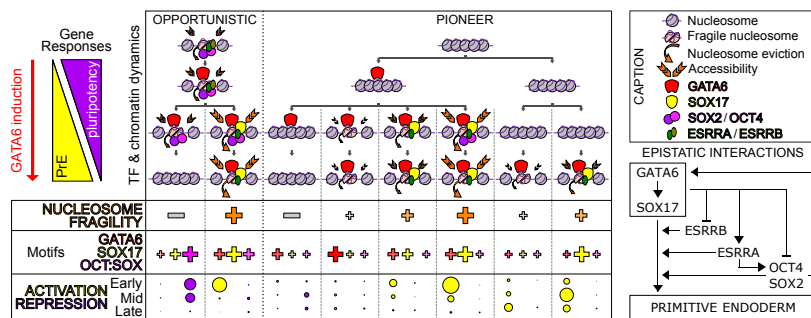 Gene
Responses
GATA6 induction
PrE
pluripotency
OPPORTUNISTIC
PIONEER
TF & chromatin dynamics
NUCLEOSOME
FRAGILITY
Motifs
GATA6
SOX17
OCT:SOX
ACTIVATION
REPRESSION
Early
Mid
Late
CAPTION
Nucleosome
Fragile nucleosome
Nucleosome eviction
Accessibility
GATA6
SOX17
SOX2/OCT4
ESRRA/ESRRB
EPISTATIC INTERACTIONS
GATA6
SOX17
ESRRB
ESRRA
OCT4
SOX2
PRIMITIVE ENDODERM